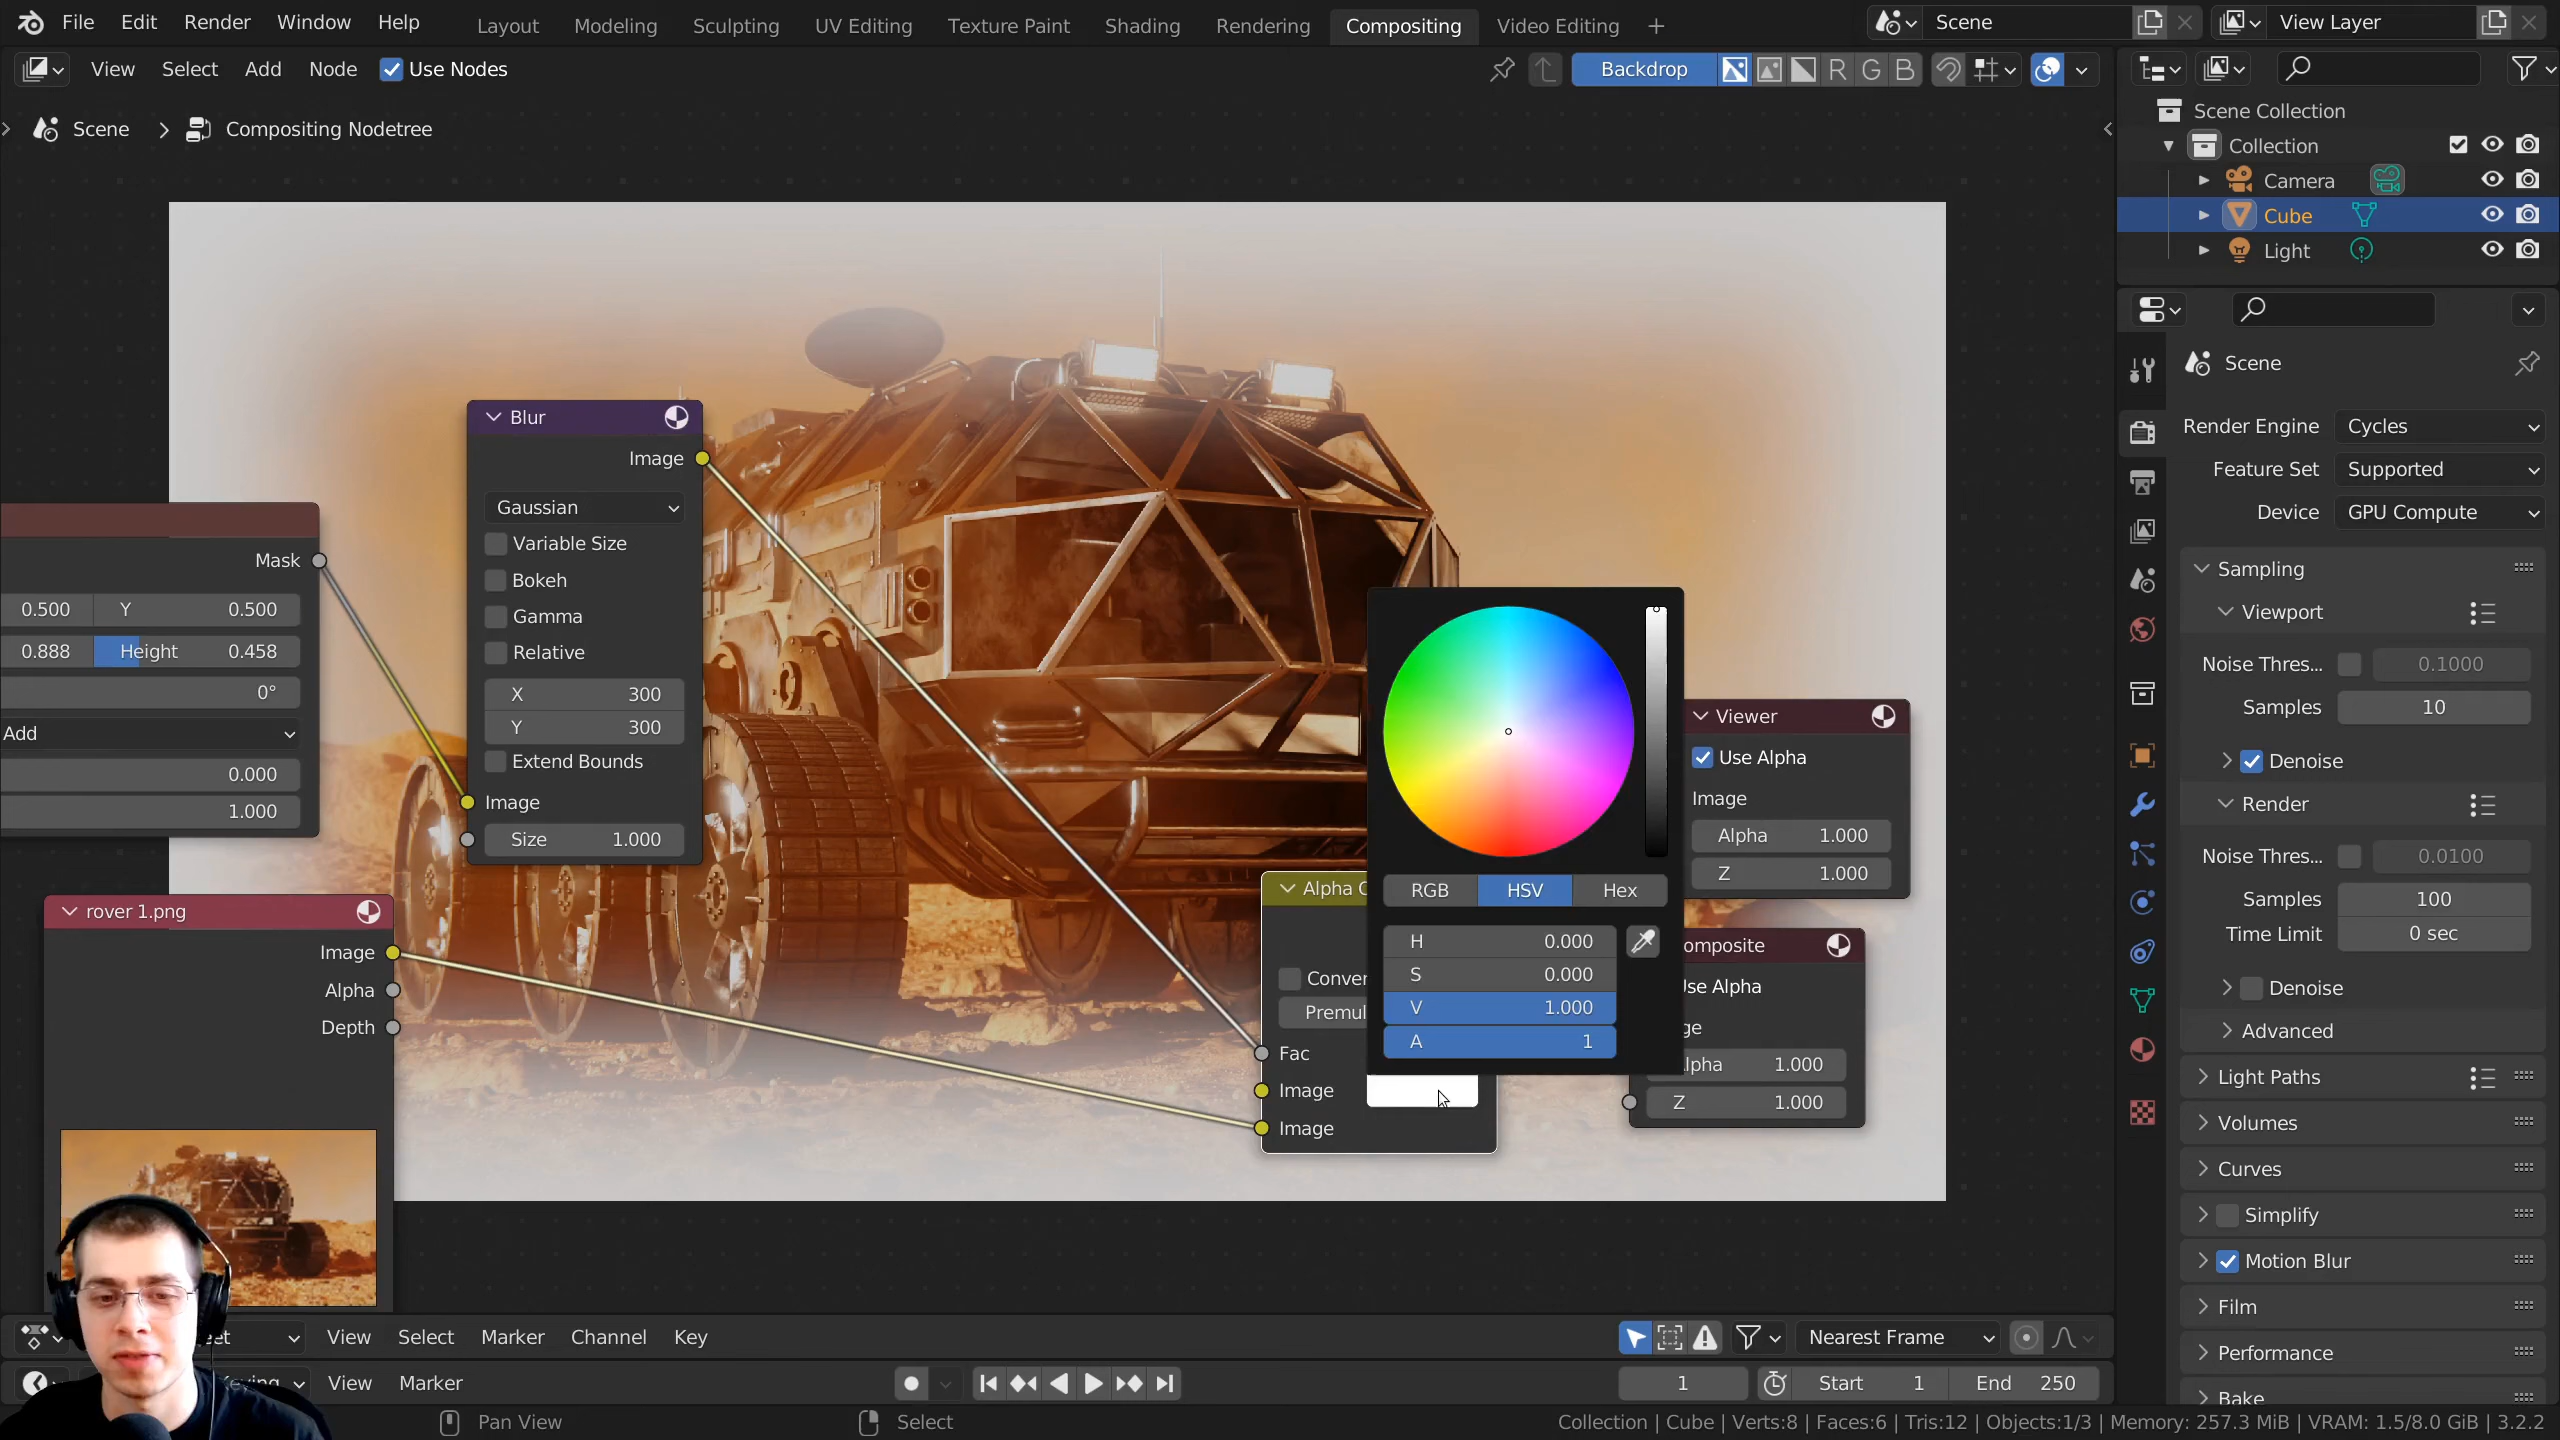 File Edit Render Window Help Layout Modeling Sculpting UV Editing Texture Paint Shading Rendering Compositing Video Editing + Scene View Layer
View Select Add Node Use Nodes Backdrop R G B
Scene Compositing Nodetree
Scene Collection
Collection
Camera
Cube
Light
Scene
Render Engine Cycles
Feature Set Supported
Device GPU Compute
Sampling
Viewport
Noise Thres... 0.1000
Samples 10
Denoise
Render
Noise Thres... 0.0100
Samples 100
Time Limit 0 sec
Denoise
Advanced
Light Paths
Volumes
Curves
Simplify
Motion Blur
Film
Performance
Bake
Mask
0.500 Y 0.500
0.888 Height 0.458
0°
Add
0.000
1.000
Blur
Image
Gaussian
Variable Size
Bokeh
Gamma
Relative
X 300
Y 300
Extend Bounds
Image
Size 1.000
rover 1.png
Image
Alpha
Depth
Alpha
Fac
Image
Image
RGB HSV Hex
H 0.000
S 0.000
V 1.000
A 1
Viewer
Use Alpha
Image
Alpha 1.000
Z 1.000
Alpha
1.000
Z 1.000
View Select Marker Channel Key Nearest Frame
View Marker 1 Start 1 End 250
Pan View Select Collection | Cube | Verts:8 | Faces:6 | Tris:12 | Objects:1/3 | Memory: 257.3 MiB | VRAM: 1.5/8.0 GiB | 3.2.2